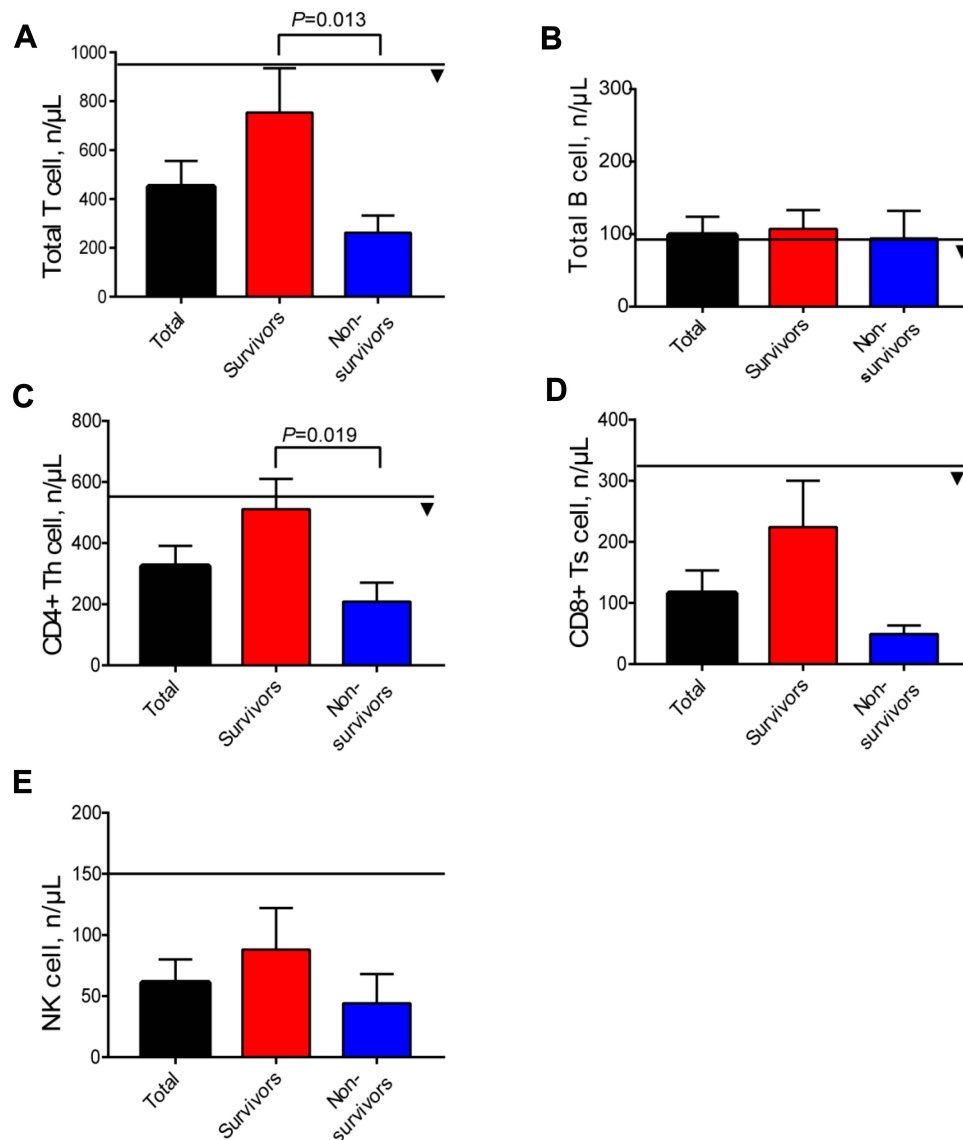 A
P=0.013
Total T cell, n/µL
1000
800
600
400
200
0
Total
Survivors
Non-
survivors
B
Total B cell, n/µL
300
200
100
0
Total
Survivors
Non-
survivors
C
P=0.019
CD4+ Th cell, n/µL
800
600
400
200
0
Total
Survivors
Non-
survivors
D
CD8+ Ts cell, n/µL
400
300
200
100
0
Total
Survivors
Non-
survivors
E
NK cell, n/µL
200
150
100
50
0
Total
Survivors
Non-
survivors